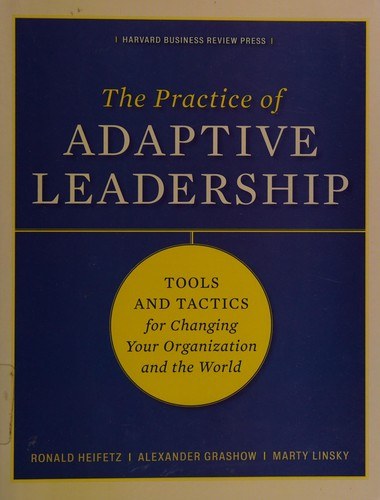 | HARVARD BUSINESS REVIEW PRESS |
The Practice of
ADAPTIVE
LEADERSHIP
TOOLS
AND TACTICS
for Changing
Your Organization
and the World
RONALD HEIFETZ | ALEXANDER GRASHOW | MARTY LINSKY